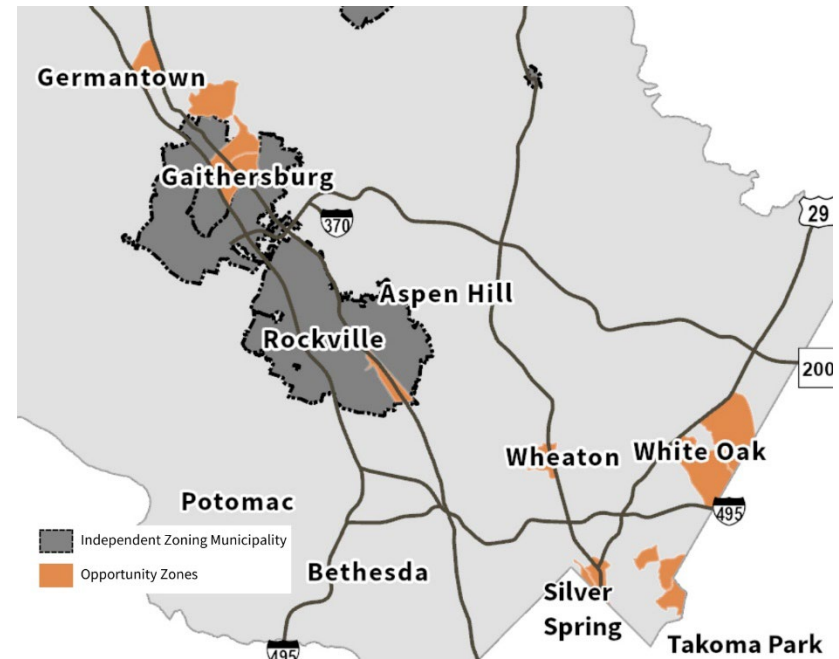 Germantown
Gaithersburg
29
370
Aspen Hill
Rockville
200
Wheaton
White Oak
Potomac
495
Independent Zoning Municipality
Opportunity Zones
Bethesda
Silver
Spring
Takoma Park
495